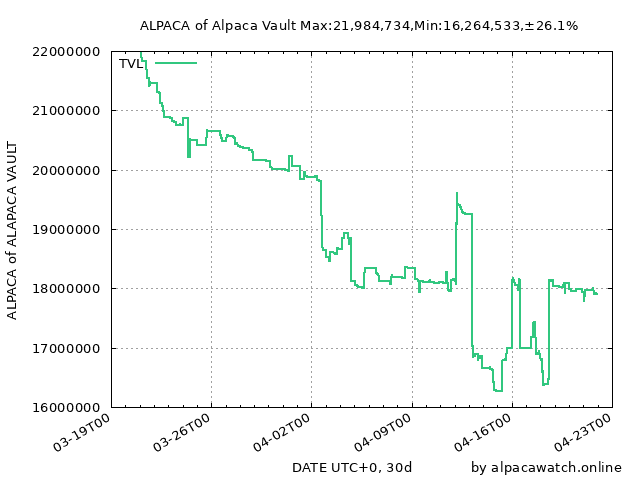 ALPACA of Alpaca Vault Max:21,984,734,Min:16,264,533,±26.1%
TVL
22000000
21000000
20000000
19000000
18000000
17000000
16000000
ALPACA of ALAPACA VAULT
03-19T00
03-26T00
04-02T00
04-09T00
04-16T00
04-23T00
DATE UTC+0, 30d
by alpacawatch.online